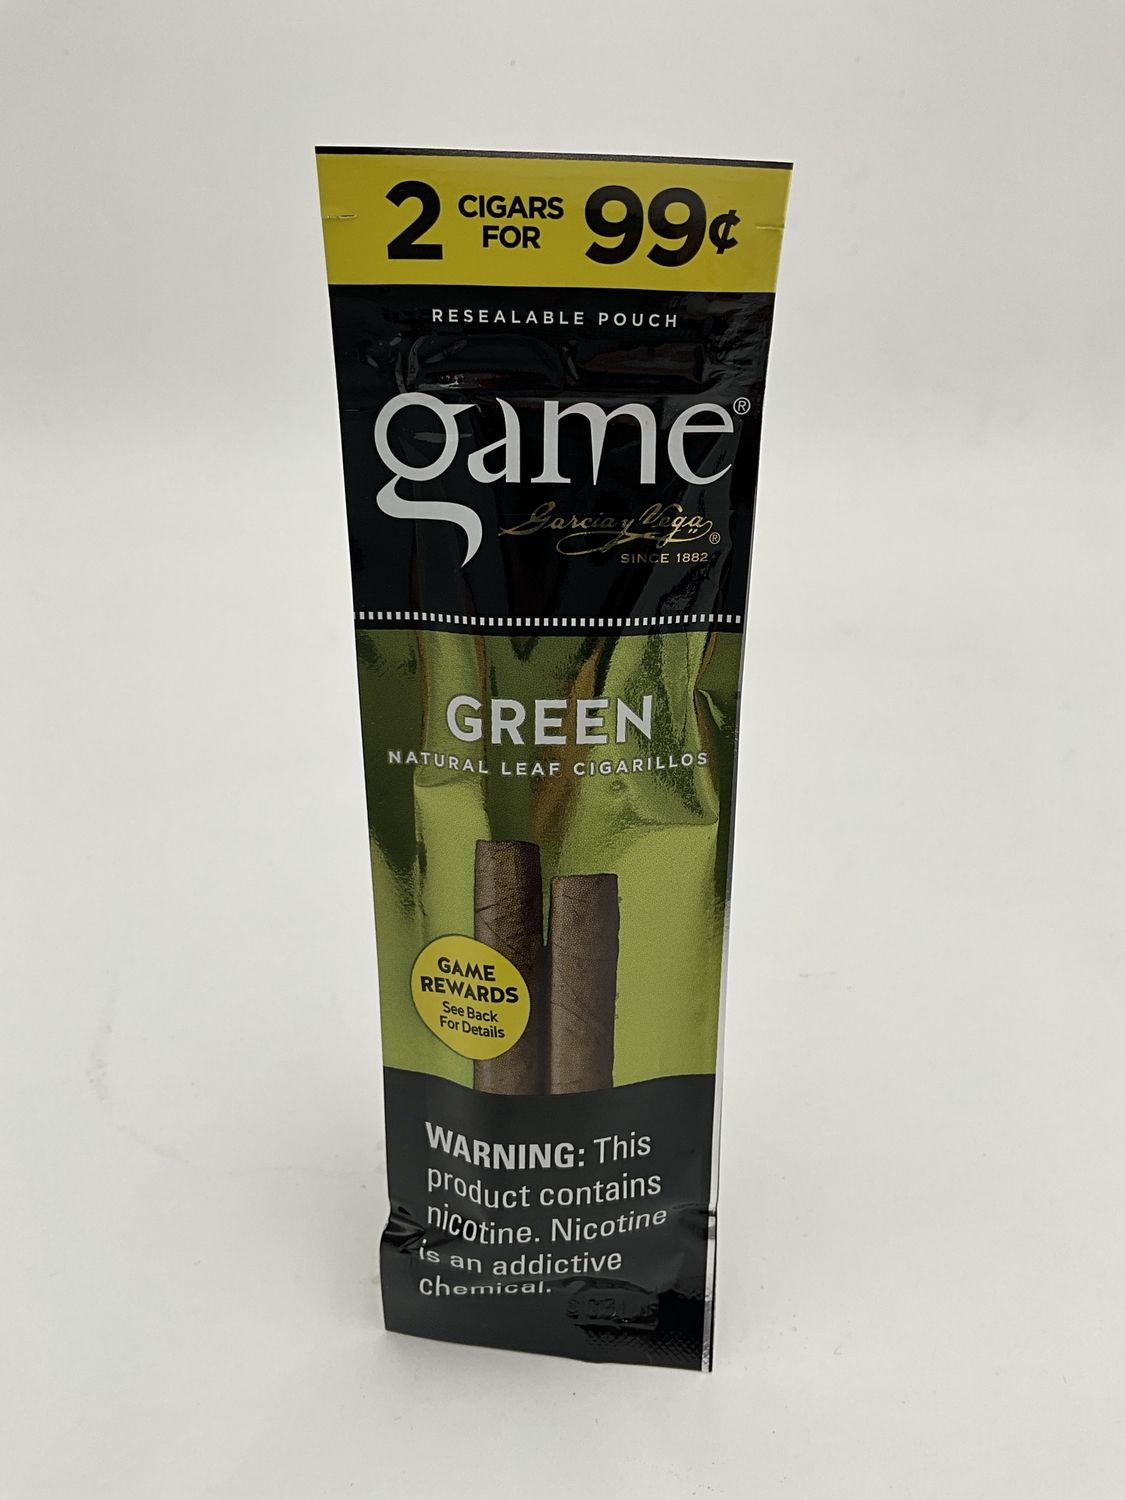 2 CIGARS FOR 99¢
RESEALABLE POUCH
game®
Garcia y Vega®
SINCE 1882
GREEN
NATURAL LEAF CIGARILLOS
GAME
REWARDS
See Back
For Details
WARNING: This
product contains
nicotine. Nicotine
is an addictive
chemical.